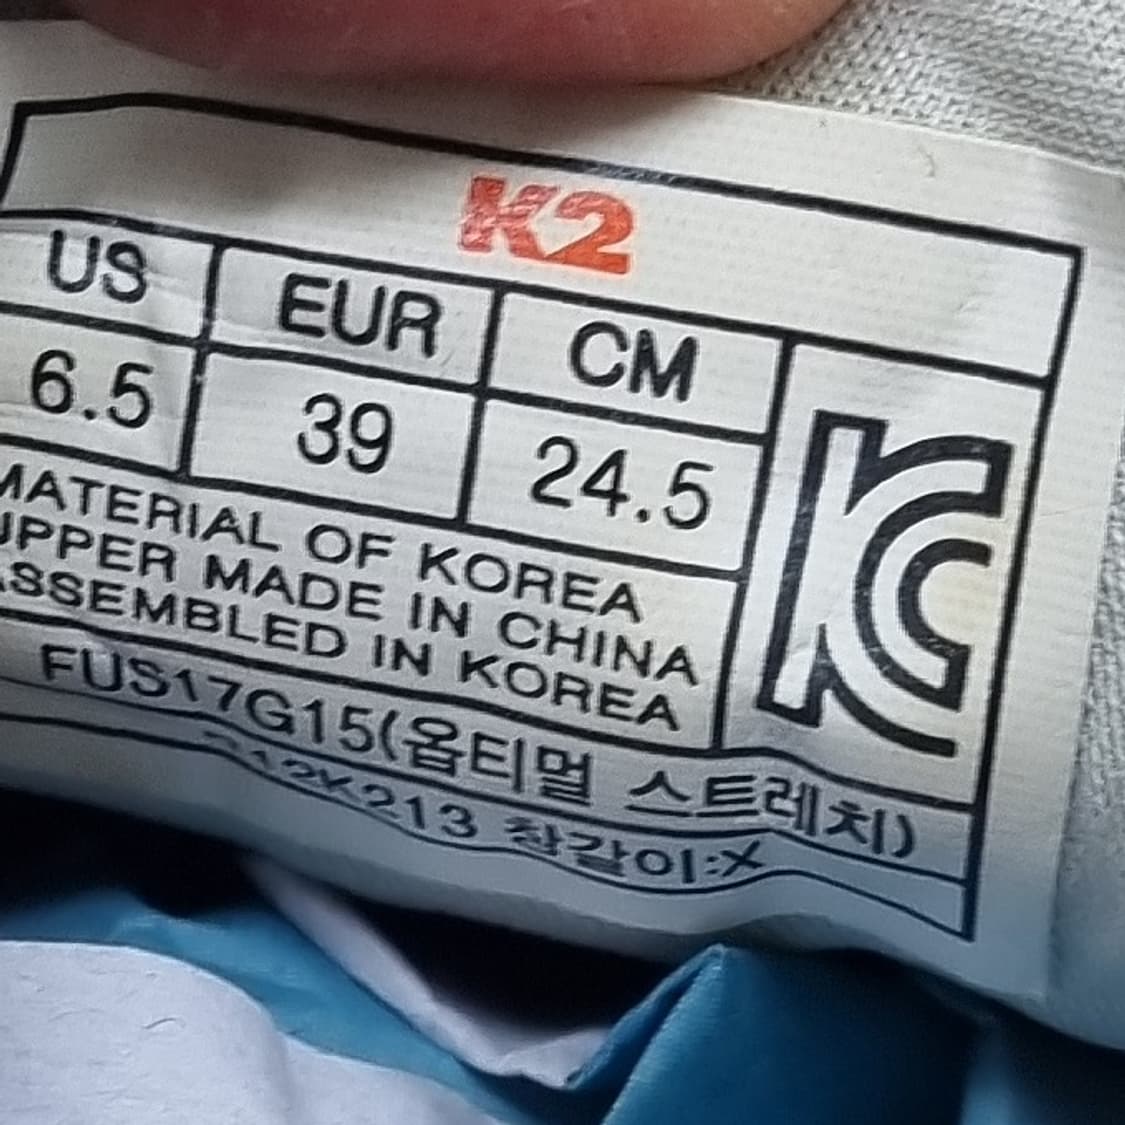 K2
US EUR CM
6.5 39 24.5
KC
MATERIAL OF KOREA
UPPER MADE IN CHINA
ASSEMBLED IN KOREA
FUS17G15(옵티멀 스트레치)
창갈이:X